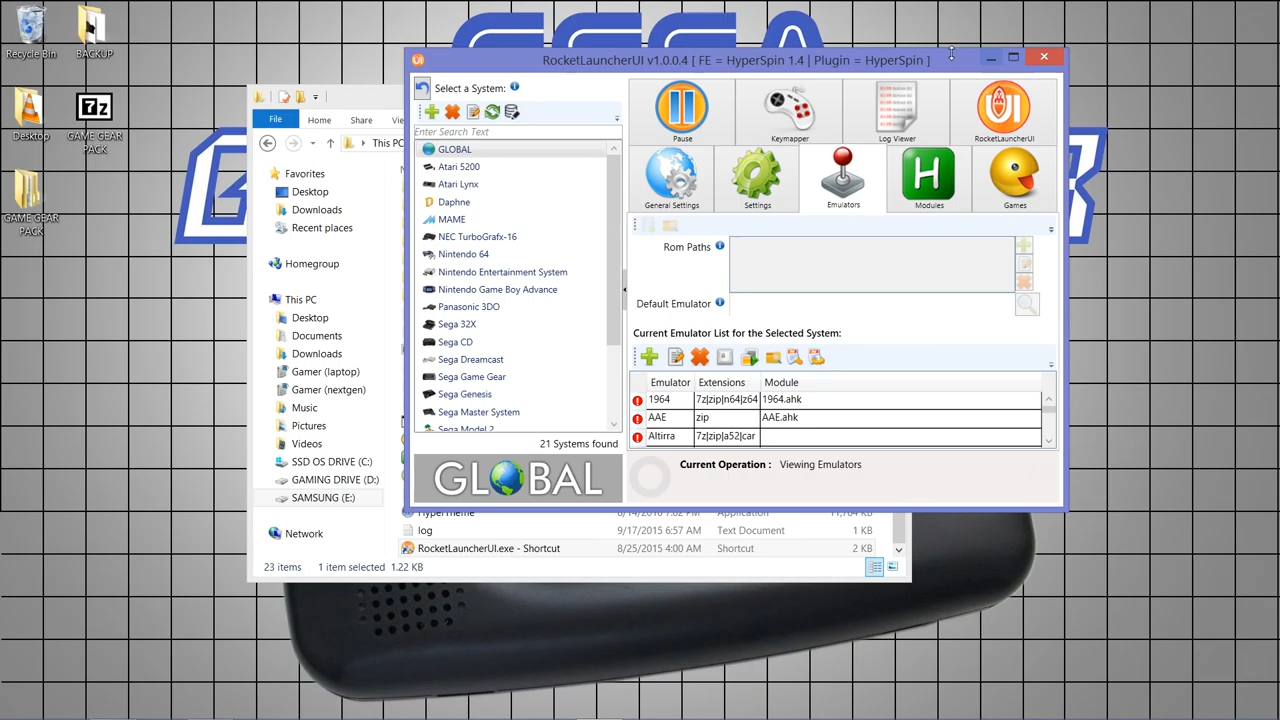 Recycle Bin
BACKUP
Desktop
GAME GEAR
PACK
GAME GEAR
PACK
RocketLauncherUI v1.0.0.4 [ FE = HyperSpin 1.4 | Plugin = HyperSpin ]
File
Home
Share
This PC
Favorites
Desktop
Downloads
Recent places
Homegroup
This PC
Desktop
Documents
Downloads
Gamer (laptop)
Gamer (nextgen)
Music
Pictures
Videos
SSD OS DRIVE (C:)
GAMING DRIVE (D:)
SAMSUNG (E:)
Network
23 items
1 item selected 1.22 KB
log
9/17/2015 6:57 AM
Text Document
1 KB
RocketLauncherUI.exe - Shortcut
8/25/2015 4:00 AM
Shortcut
2 KB
Select a System:
Enter Search Text
GLOBAL
Atari 5200
Atari Lynx
Daphne
MAME
NEC TurboGrafx-16
Nintendo 64
Nintendo Entertainment System
Nintendo Game Boy Advance
Panasonic 3DO
Sega 32X
Sega CD
Sega Dreamcast
Sega Game Gear
Sega Genesis
Sega Master System
Sega Model 2
21 Systems found
GLOBAL
Pause
Keymapper
Log Viewer
RocketLauncherUI
General Settings
Settings
Emulators
Modules
Games
Rom Paths
Default Emulator
Current Emulator List for the Selected System:
Emulator Extensions Module
1964 7z|zip|n64|z64 1964.ahk
AAE zip AAE.ahk
Altirra 7z|zip|a52|car
Current Operation : Viewing Emulators